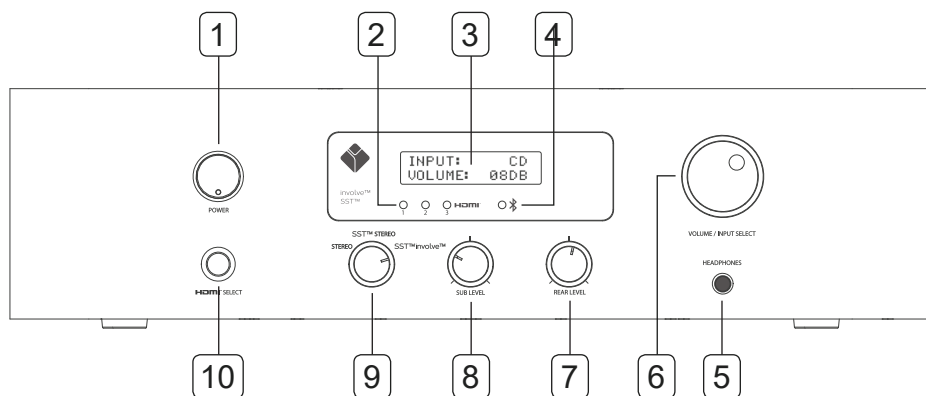 1
2
3
4
INPUT: CD
VOLUME: 08DB
involve™
SST™
1 2 3 HDMI
POWER
SST™ STEREO
STEREO
SST™involve™
VOLUME / INPUT SELECT
HEADPHONES
HDMI SELECT
SUB LEVEL
REAR LEVEL
10
9
8
7
6
5